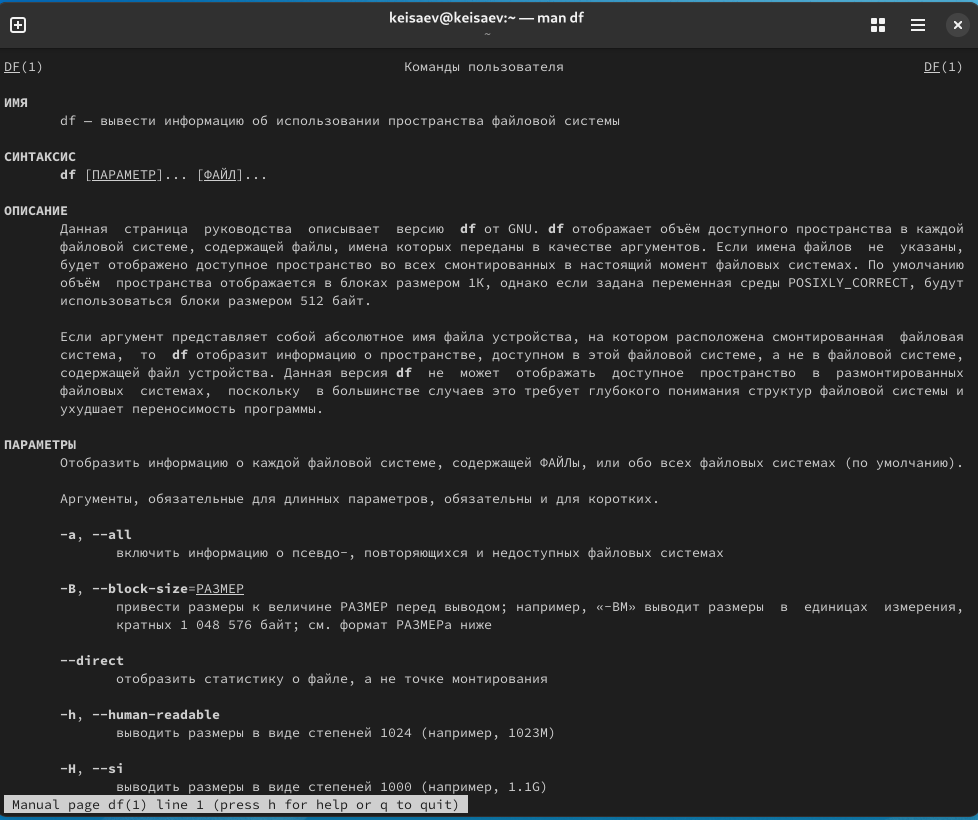 keisaev@keisaev:~ — man df
~
DF(1) Команды пользователя DF(1)
ИМЯ
df — вывести информацию об использовании пространства файловой системы
СИНТАКСИС
df [ПАРАМЕТР]... [ФАЙЛ]...
ОПИСАНИЕ
Данная страница руководства описывает версию df от GNU. df отображает объём доступного пространства в каждой
файловой системе, содержащей файлы, имена которых переданы в качестве аргументов. Если имена файлов не указаны,
будет отображено доступное пространство во всех смонтированных в настоящий момент файловых системах. По умолчанию
объём пространства отображается в блоках размером 1К, однако если задана переменная среды POSIXLY_CORRECT, будут
использоваться блоки размером 512 байт.
Если аргумент представляет собой абсолютное имя файла устройства, на котором расположена смонтированная файловая
система, то df отобразит информацию о пространстве, доступном в этой файловой системе, а не в файловой системе,
содержащей файл устройства. Данная версия df не может отображать доступное пространство в размонтированных
файловых системах, поскольку в большинстве случаев это требует глубокого понимания структур файловой системы и
ухудшает переносимость программы.
ПАРАМЕТРЫ
Отобразить информацию о каждой файловой системе, содержащей ФАЙЛы, или обо всех файловых системах (по умолчанию).
Аргументы, обязательные для длинных параметров, обязательны и для коротких.
-a, --all
включить информацию о псевдо-, повторяющихся и недоступных файловых системах
-B, --block-size=РАЗМЕР
привести размеры к величине РАЗМЕР перед выводом; например, «-BM» выводит размеры в единицах измерения,
кратных 1 048 576 байт; см. формат РАЗМЕРа ниже
--direct
отобразить статистику о файле, а не точке монтирования
-h, --human-readable
выводить размеры в виде степеней 1024 (например, 1023M)
-H, --si
выводить размеры в виде степеней 1000 (например, 1.1G)
Manual page df(1) line 1 (press h for help or q to quit)